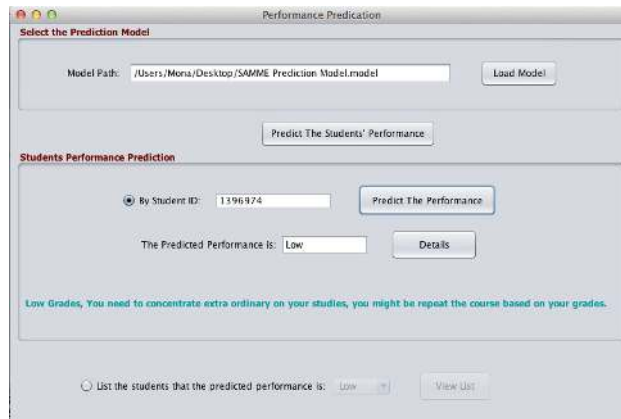 Performance Predication
Select the Prediction Model
Model Path: /Users/Mona/Desktop/SAMME Prediction Model.model Load Model
Predict The Students' Performance
Students Performance Prediction
By Student ID: 1396974 Predict The Performance
The Predicted Performance is: Low Details
Low Grades, You need to concentrate extra ordinary on your studies, you might be repeat the course based on your grades.
List the students that the predicted performance is: Low View List